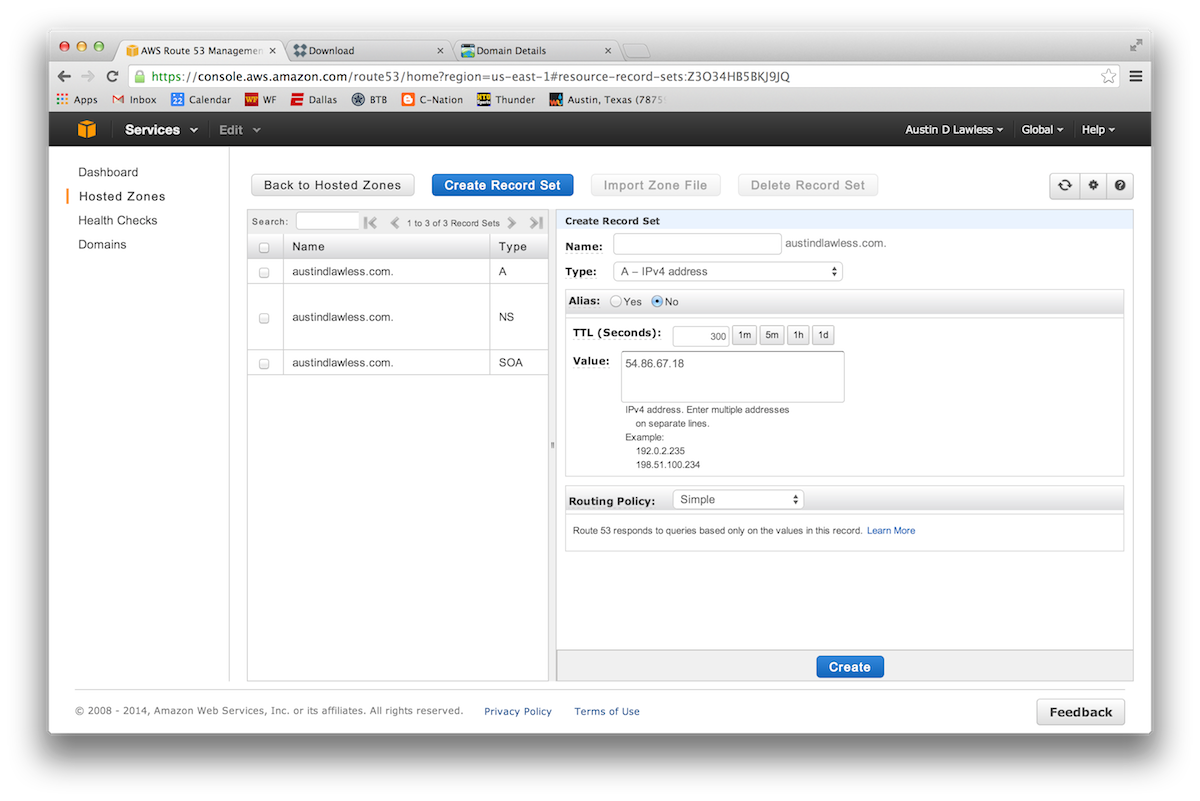 AWS Route 53 Managemen
Download
Domain Details
https://console.aws.amazon.com/route53/home?region=us-east-1#resource-record-sets:Z3O34HB5BKJ9JQ
Apps Inbox 22 Calendar WF WF Dallas BTB C-Nation Thunder Austin, Texas (7875
Services Edit Austin D Lawless Global Help
Dashboard
Hosted Zones
Health Checks
Domains
Back to Hosted Zones Create Record Set Import Zone File Delete Record Set
Search: 1 to 3 of 3 Record Sets
Name Type
austindlawless.com. A
austindlawless.com. NS
austindlawless.com. SOA
Create Record Set
Name: austindlawless.com.
Type: A – IPv4 address
Alias: Yes No
TTL (Seconds): 300 1m 5m 1h 1d
Value: 54.86.67.18
IPv4 address. Enter multiple addresses
on separate lines.
Example:
192.0.2.235
198.51.100.234
Routing Policy: Simple
Route 53 responds to queries based only on the values in this record. Learn More
Create
© 2008 - 2014, Amazon Web Services, Inc. or its affiliates. All rights reserved. Privacy Policy Terms of Use
Feedback